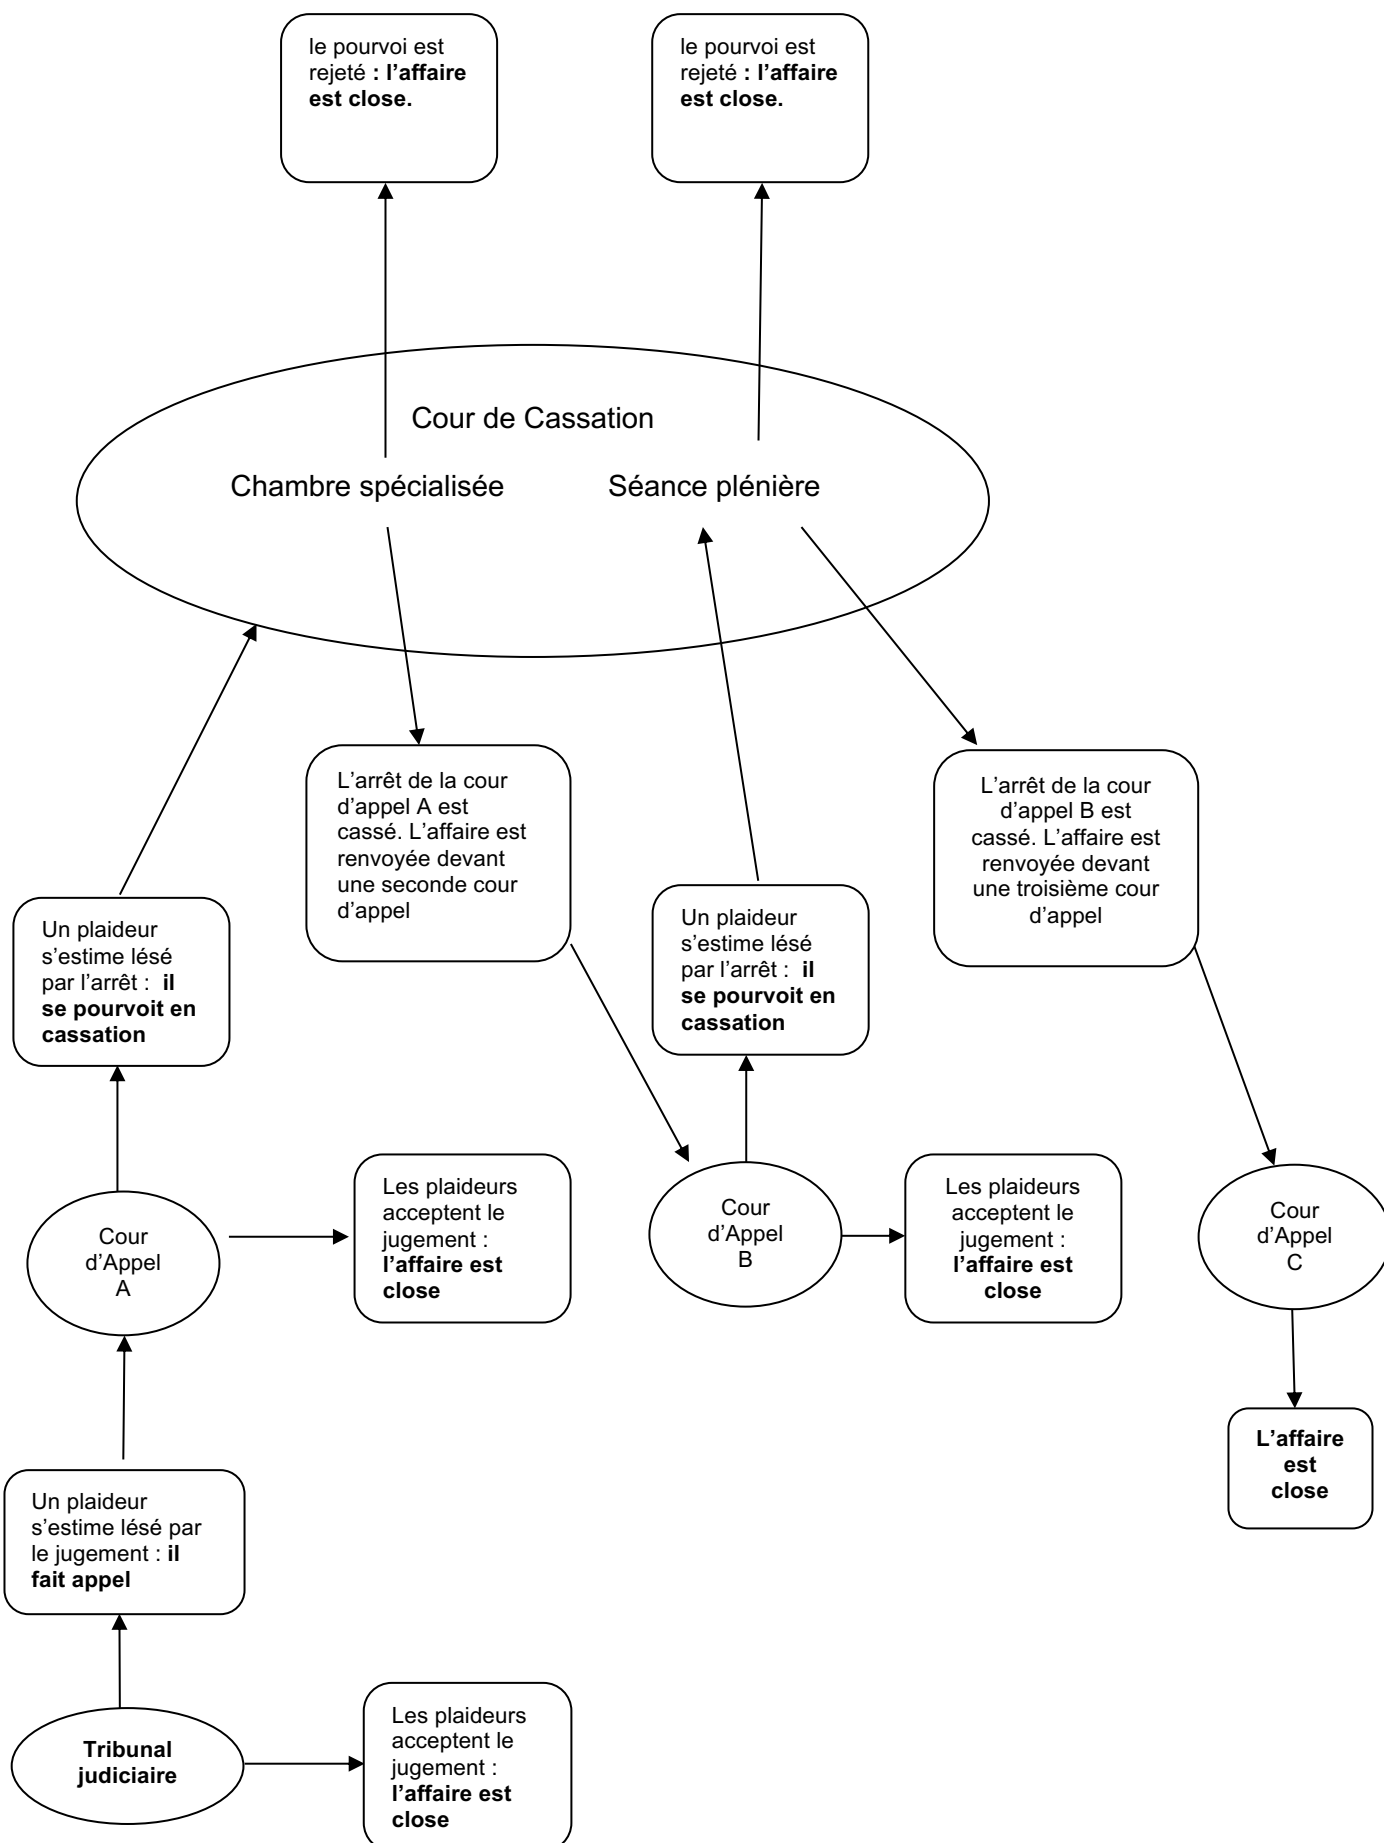 le pourvoi est
rejeté : l’affaire
est close.
le pourvoi est
rejeté : l’affaire
est close.
Cour de Cassation
Chambre spécialisée
Séance plénière
L’arrêt de la cour
d’appel A est
cassé. L’affaire est
renvoyée devant
une seconde cour
d’appel
L’arrêt de la cour
d’appel B est
cassé. L’affaire est
renvoyée devant
une troisième cour
d’appel
Un plaideur
s’estime lésé
par l’arrêt : il
se pourvoit en
cassation
Un plaideur
s’estime lésé
par l’arrêt : il
se pourvoit en
cassation
Cour
d’Appel
A
Les plaideurs
acceptent le
jugement :
l’affaire est
close
Cour
d’Appel
B
Les plaideurs
acceptent le
jugement :
l’affaire est
close
Cour
d’Appel
C
L’affaire
est
close
Un plaideur
s’estime lésé par
le jugement : il
fait appel
Tribunal
judiciaire
Les plaideurs
acceptent le
jugement :
l’affaire est
close